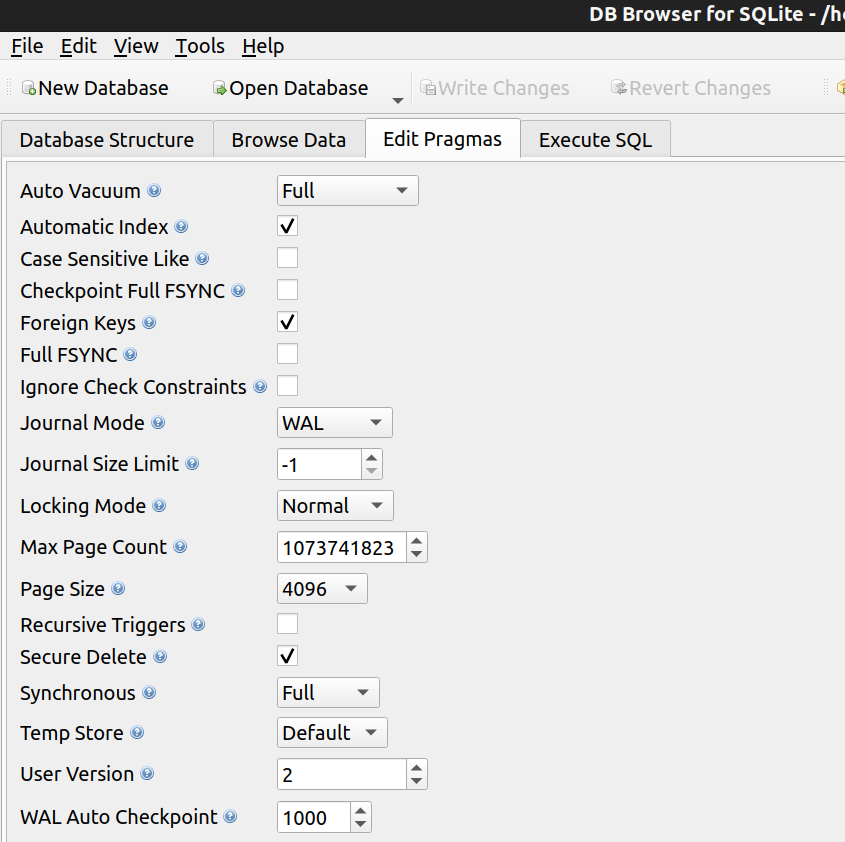 DB Browser for SQLite - /h
File Edit View Tools Help
New Database Open Database Write Changes Revert Changes
Database Structure Browse Data Edit Pragmas Execute SQL
Auto Vacuum Full
Automatic Index
Case Sensitive Like
Checkpoint Full FSYNC
Foreign Keys
Full FSYNC
Ignore Check Constraints
Journal Mode WAL
Journal Size Limit -1
Locking Mode Normal
Max Page Count 1073741823
Page Size 4096
Recursive Triggers
Secure Delete
Synchronous Full
Temp Store Default
User Version 2
WAL Auto Checkpoint 1000